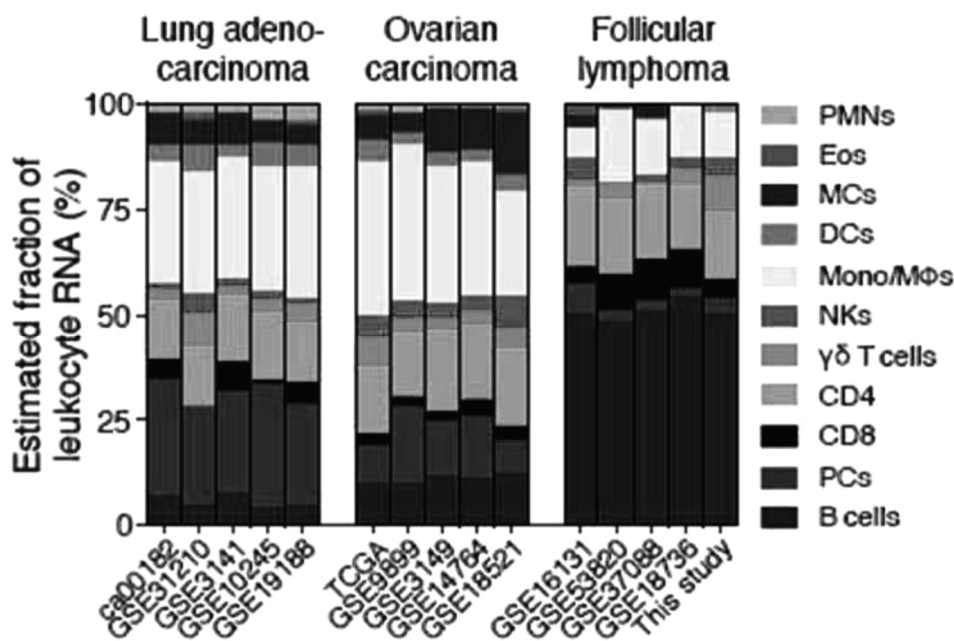 Lung adeno-
carcinoma
Ovarian
carcinoma
Follicular
lymphoma
Estimated fraction of
leukocyte RNA (%)
100
75
50
25
0
PMNs
Eos
MCs
DCs
Mono/MΦs
NKs
γδ T cells
CD4
CD8
PCs
B cells
ca00182
GSE31210
GSE3141
GSE10245
GSE19188
TCGA
GSE9899
GSE3149
GSE14764
GSE18521
GSE16131
GSE53820
GSE37088
GSE18736
This study